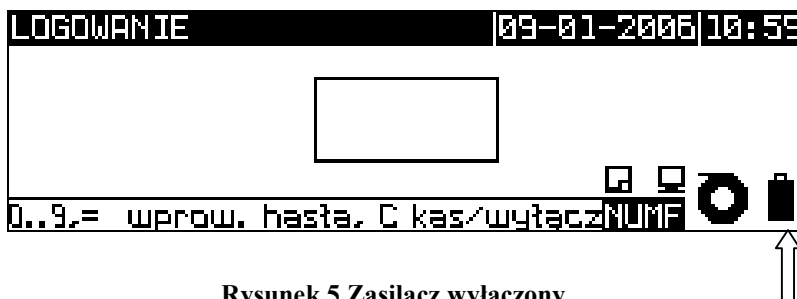 LOGOWANIE 09-01-2006 10:59
0..9,= wprow. hasła, C kas/wyłącz NUMF
Rysunek 5 Zasilacz wyłączony